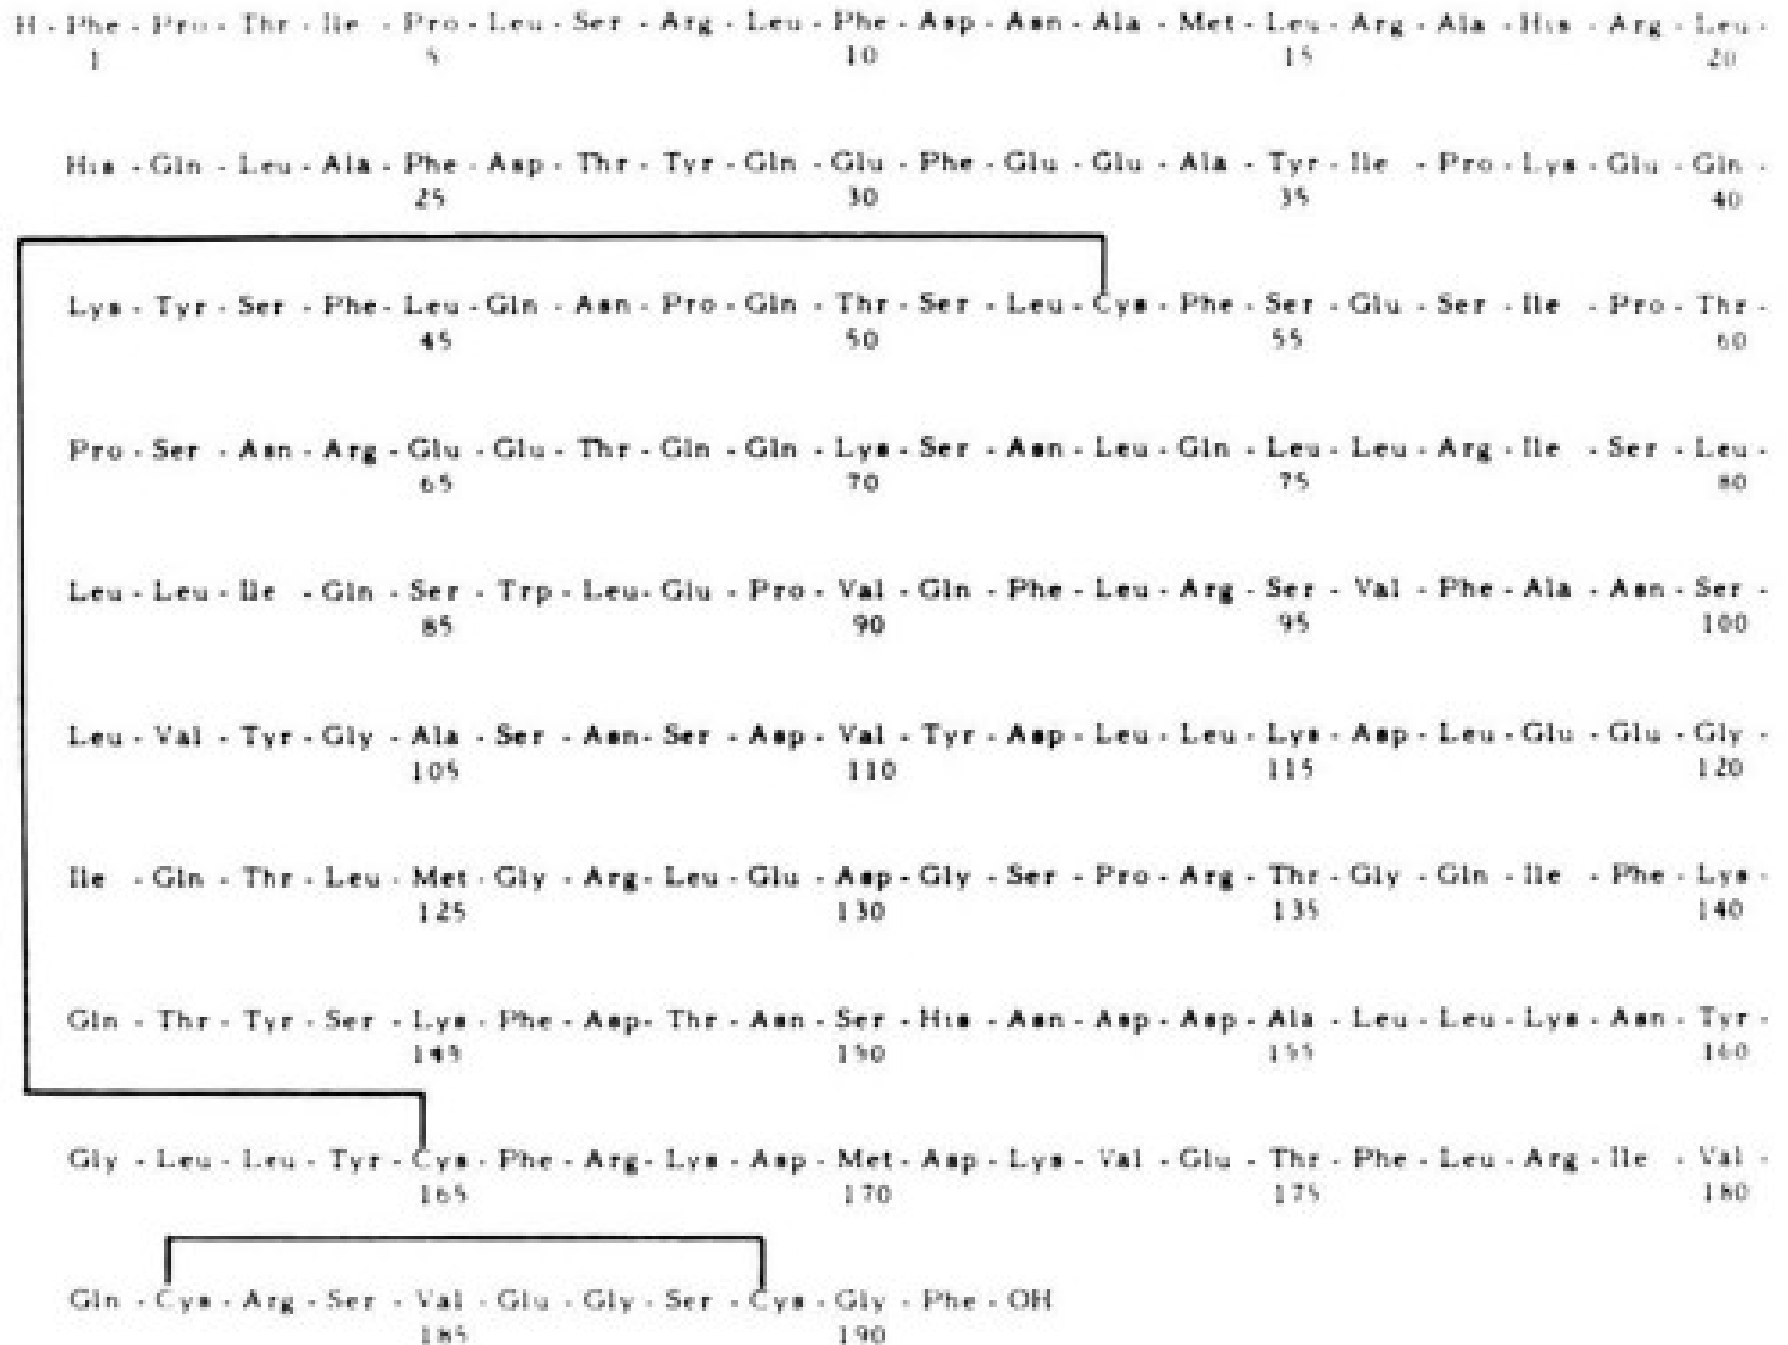 H - Phe - Pro - Thr - Ile - Pro - Leu - Ser - Arg - Leu - Phe - Asp - Asn - Ala - Met - Leu - Arg - Ala - His - Arg - Leu -
1 5 10 15 20
His - Gln - Leu - Ala - Phe - Asp - Thr - Tyr - Gln - Glu - Phe - Glu - Glu - Ala - Tyr - Ile - Pro - Lys - Glu - Gln -
25 30 35 40
Lys - Tyr - Ser - Phe - Leu - Gln - Asn - Pro - Gln - Thr - Ser - Leu - Cys - Phe - Ser - Glu - Ser - Ile - Pro - Thr -
45 50 55 60
Pro - Ser - Asn - Arg - Glu - Glu - Thr - Gln - Gln - Lys - Ser - Asn - Leu - Gln - Leu - Leu - Arg - Ile - Ser - Leu -
65 70 75 80
Leu - Leu - Ile - Gln - Ser - Trp - Leu - Glu - Pro - Val - Gln - Phe - Leu - Arg - Ser - Val - Phe - Ala - Asn - Ser -
85 90 95 100
Leu - Val - Tyr - Gly - Ala - Ser - Asn - Ser - Asp - Val - Tyr - Asp - Leu - Leu - Lys - Asp - Leu - Glu - Glu - Gly -
105 110 115 120
Ile - Gln - Thr - Leu - Met - Gly - Arg - Leu - Glu - Asp - Gly - Ser - Pro - Arg - Thr - Gly - Gln - Ile - Phe - Lys -
125 130 135 140
Gln - Thr - Tyr - Ser - Lys - Phe - Asp - Thr - Asn - Ser - His - Asn - Asp - Asp - Ala - Leu - Leu - Lys - Asn - Tyr -
145 150 155 160
Gly - Leu - Leu - Tyr - Cys - Phe - Arg - Lys - Asp - Met - Asp - Lys - Val - Glu - Thr - Phe - Leu - Arg - Ile - Val -
165 170 175 180
Gln - Cys - Arg - Ser - Val - Glu - Gly - Ser - Cys - Gly - Phe - OH
185 190